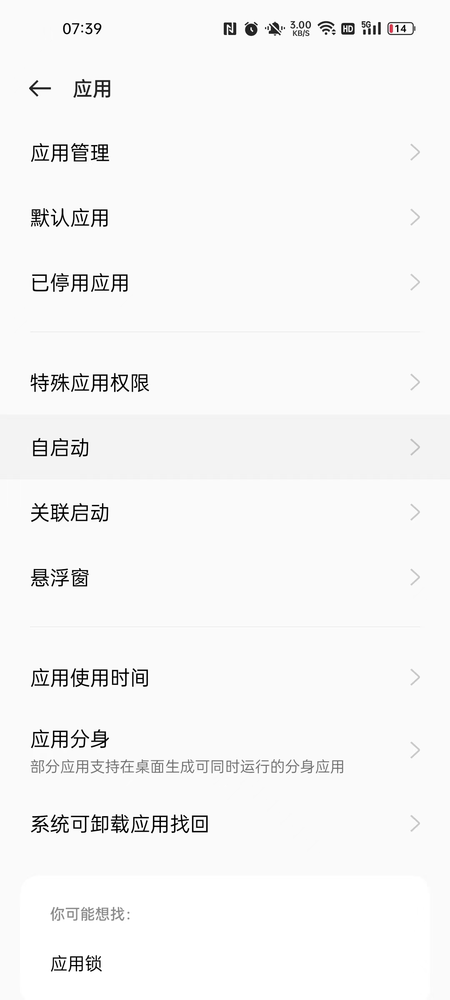 07:39
3.00 KB/S HD 5G 14
应用
应用管理
默认应用
已停用应用
特殊应用权限
自启动
关联启动
悬浮窗
应用使用时间
应用分身
部分应用支持在桌面生成可同时运行的分身应用
系统可卸载应用找回
你可能想找：
应用锁